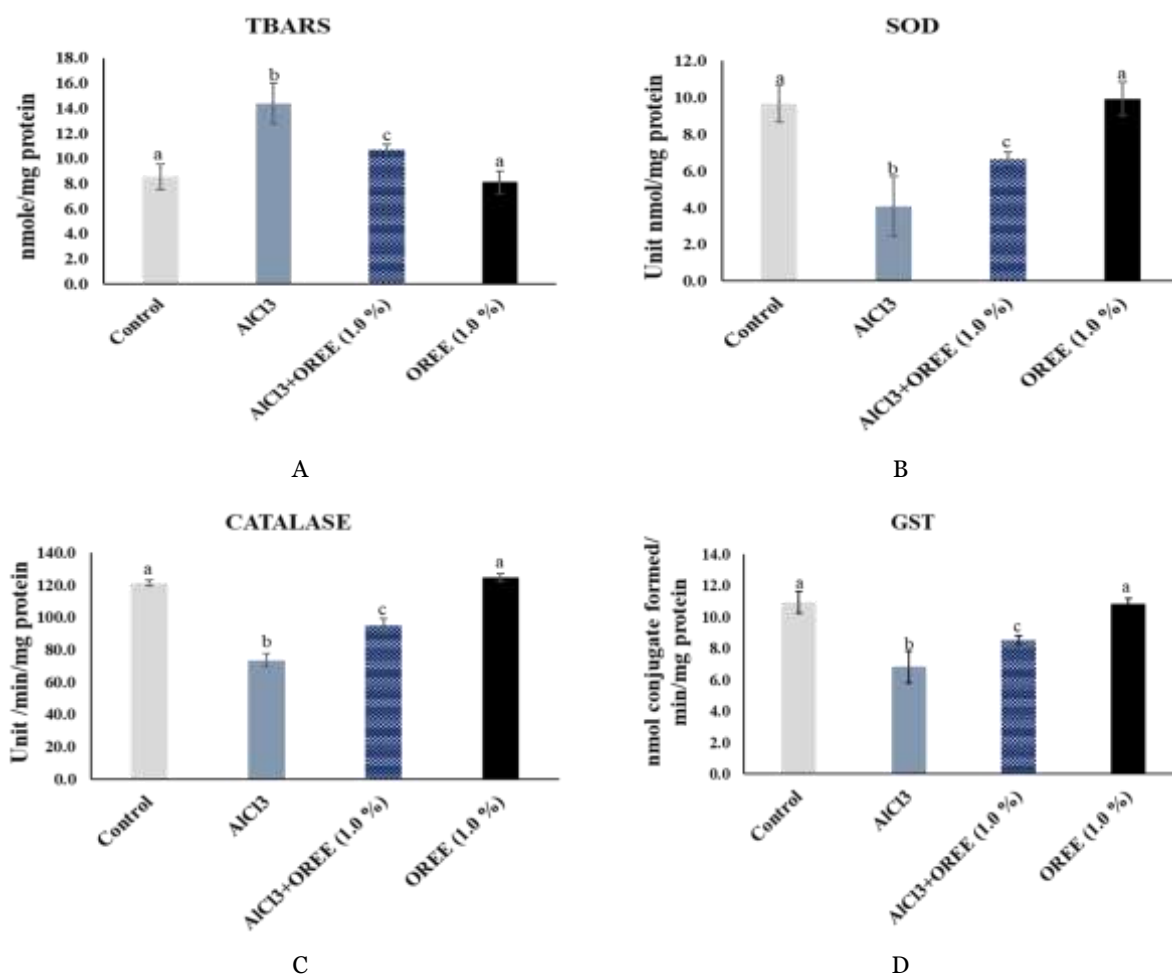 TBARS
nmole/mg protein
18.0
16.0
14.0
12.0
10.0
8.0
6.0
4.0
2.0
0.0
a
b
c
a
Control
AlCl3
AlCl3+OREE (1.0 %)
OREE (1.0 %)
A
SOD
Unit nmol/mg protein
12.0
10.0
8.0
6.0
4.0
2.0
0.0
a
b
c
a
Control
AlCl3
AlCl3+OREE (1.0 %)
OREE (1.0 %)
B
CATALASE
Unit /min/mg protein
140.0
120.0
100.0
80.0
60.0
40.0
20.0
0.0
a
b
c
a
Control
AlCl3
AlCl3+OREE (1.0 %)
OREE (1.0 %)
C
GST
nmol conjugate formed/
min/mg protein
14.0
12.0
10.0
8.0
6.0
4.0
2.0
0.0
a
b
c
a
Control
AlCl3
AlCl3+OREE (1.0 %)
OREE (1.0 %)
D